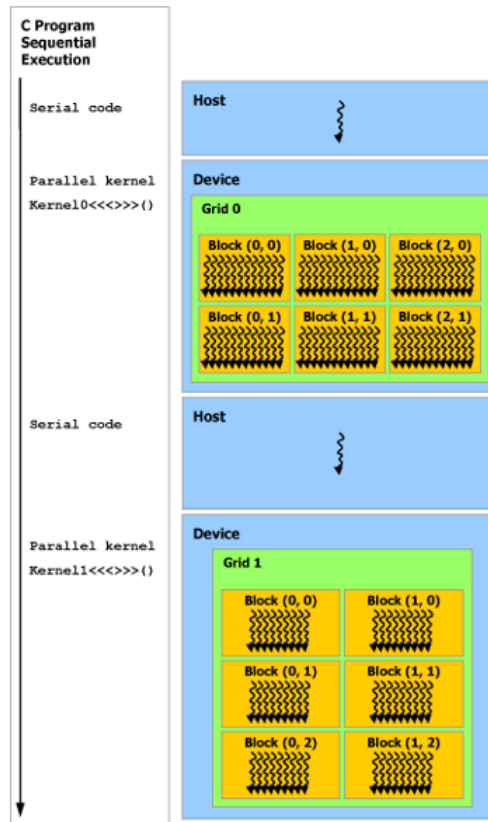 C Program
Sequential
Execution
Serial code
Host
Parallel kernel
Kernel0<<<>>>()
Device
Grid 0
Block (0, 0) Block (1, 0) Block (2, 0)
Block (0, 1) Block (1, 1) Block (2, 1)
Serial code
Host
Parallel kernel
Kernel1<<<>>>()
Device
Grid 1
Block (0, 0) Block (1, 0)
Block (0, 1) Block (1, 1)
Block (0, 2) Block (1, 2)